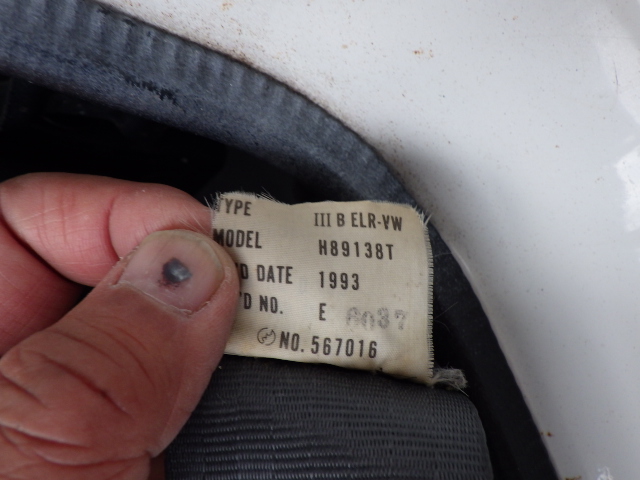 TYPE III B ELR-VW
MODEL H89138T
D DATE 1993
'D NO. E 8037
NO. 567016